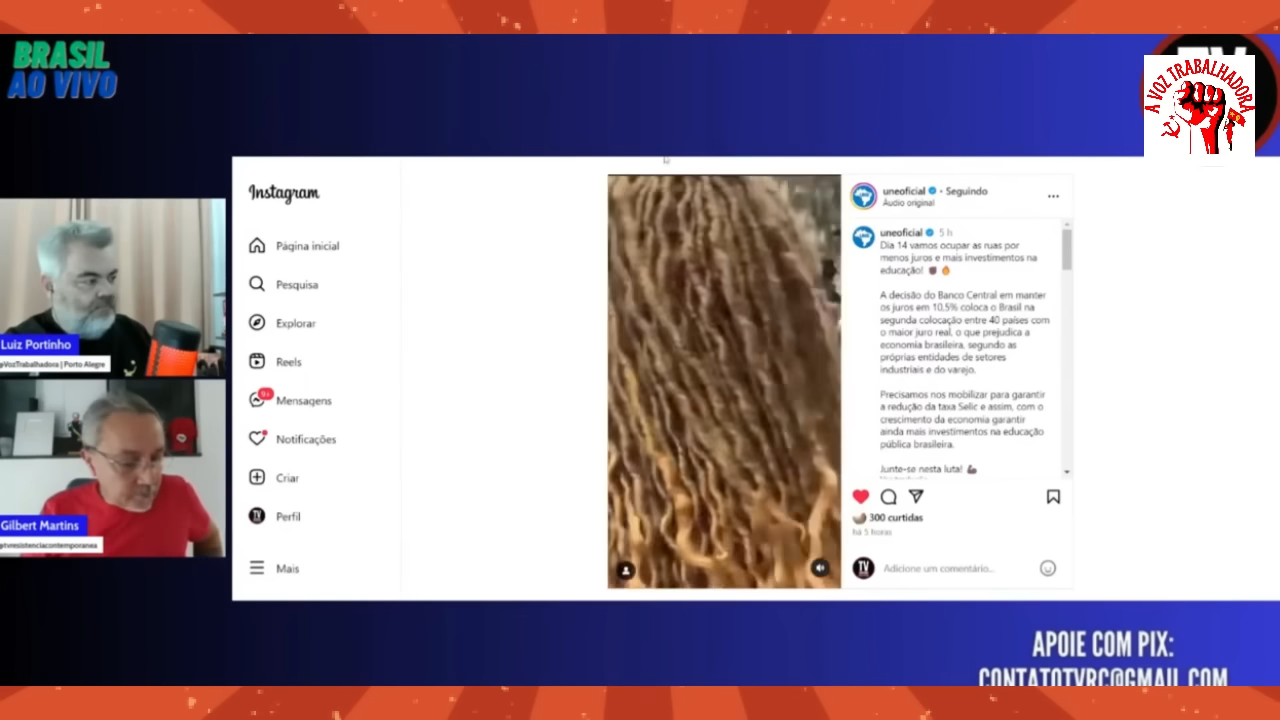 BRASIL
AO VIVO
A VOZ TRABALHADORA
Luiz Portinho
@VozTrabalhadora | Porto Alegre
Gilbert Martins
@tvresistenciacontemporanea
Instagram
Página inicial
Pesquisa
Explorar
Reels
9+
Mensagens
Notificações
Criar
Perfil
Mais
uneoficial • Seguindo
Áudio original
uneoficial 5 h
Dia 14 vamos ocupar as ruas por
menos juros e mais investimentos na
educação! ✊🏿 🔥
A decisão do Banco Central em manter
os juros em 10,5% coloca o Brasil na
segunda colocação entre 40 países com
o maior juro real, o que prejudica a
economia brasileira, segundo as
próprias entidades de setores
industriais e do varejo.
Precisamos nos mobilizar para garantir
a redução da taxa Selic e assim, com o
crescimento da economia garantir
ainda mais investimentos na educação
pública brasileira.
Junte-se nesta luta! 💪🏿
300 curtidas
há 5 horas
TV
Adicione um comentário...
APOIE COM PIX:
CONTATOTVRC@GMAIL.COM